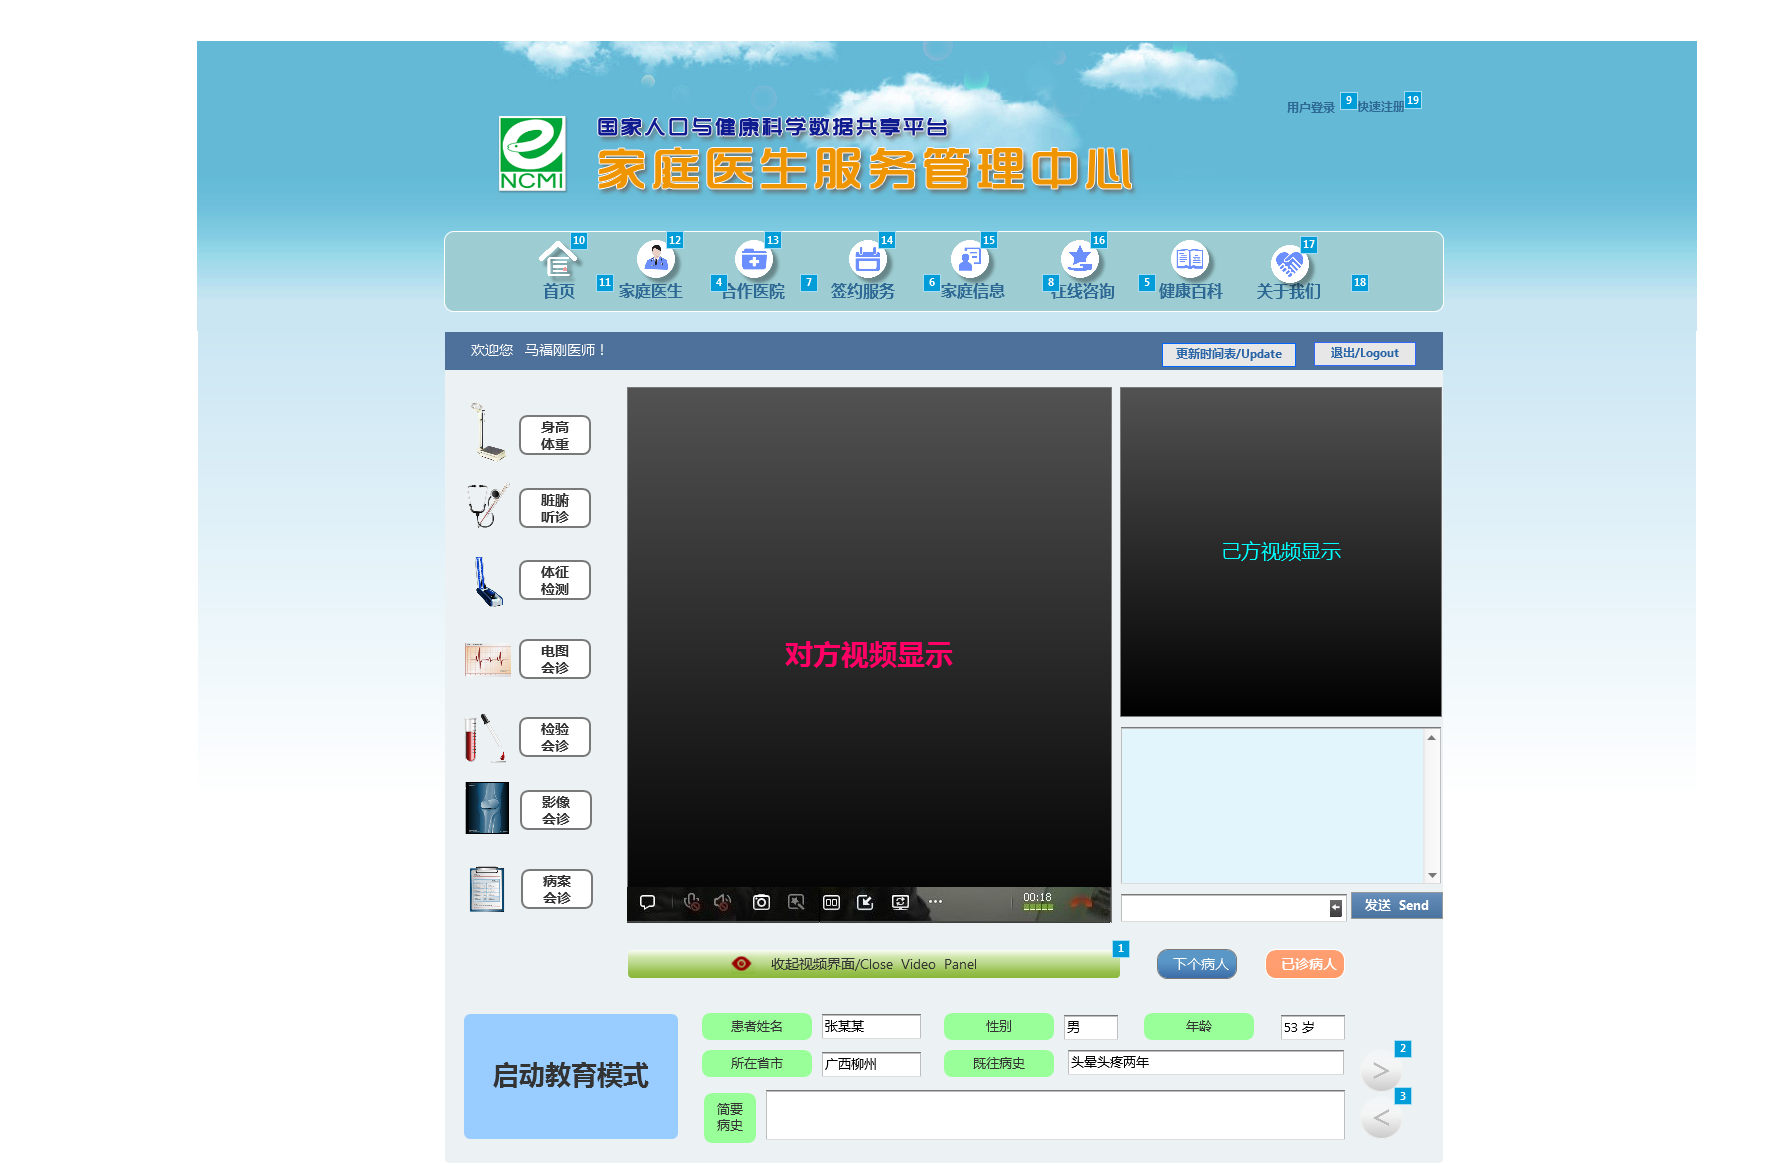 用户登录 9 快速注册 19
国家人口与健康科学数据共享平台
家庭医生服务管理中心
NCMI
10 12 13 14 15 16 17
首页 11 家庭医生 4 合作医院 7 签约服务 6 家庭信息 8 在线咨询 5 健康百科 关于我们 18
欢迎您 马福刚医师！
更新时间表/Update 退出/Logout
身高
体重
脏腑
听诊
体征
检测
电图
会诊
检验
会诊
影像
会诊
病案
会诊
对方视频显示
己方视频显示
00:18
发送 Send
收起视频界面/Close Video Panel 1
下个病人 已诊病人
启动教育模式
患者姓名 张某某 性别 男 年龄 53 岁
所在省市 广西柳州 既往病史 头晕头疼两年
2
>
3
<
简要
病史